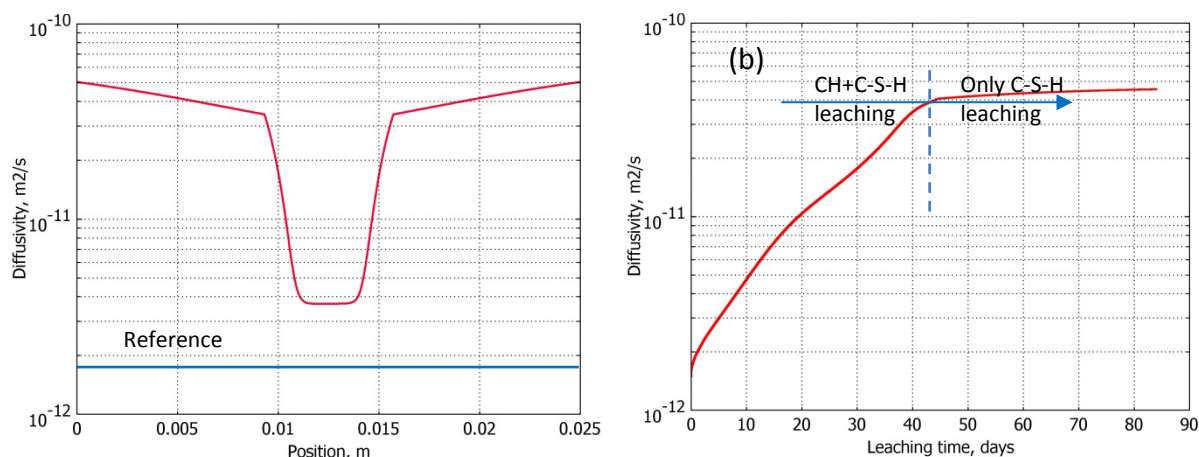 10-10
10-11
10-12
Diffusivity, m2/s
Reference
0 0.005 0.01 0.015 0.02 0.025
Position, m
(b)
10-10
10-11
10-12
Diffusivity, m2/s
CH+C-S-H Only C-S-H
leaching leaching
0 10 20 30 40 50 60 70 80 90
Leaching time, days